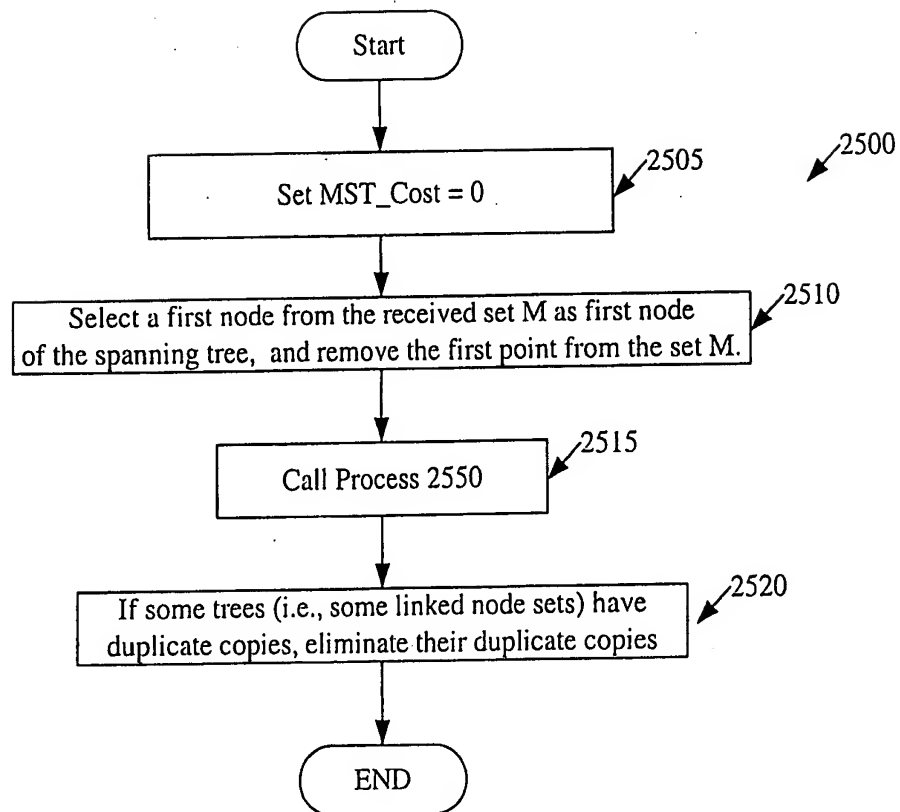 Start
2500
2505
Set MST_Cost = 0
2510
Select a first node from the received set M as first node
of the spanning tree, and remove the first point from the set M.
2515
Call Process 2550
2520
If some trees (i.e., some linked node sets) have
duplicate copies, eliminate their duplicate copies
END